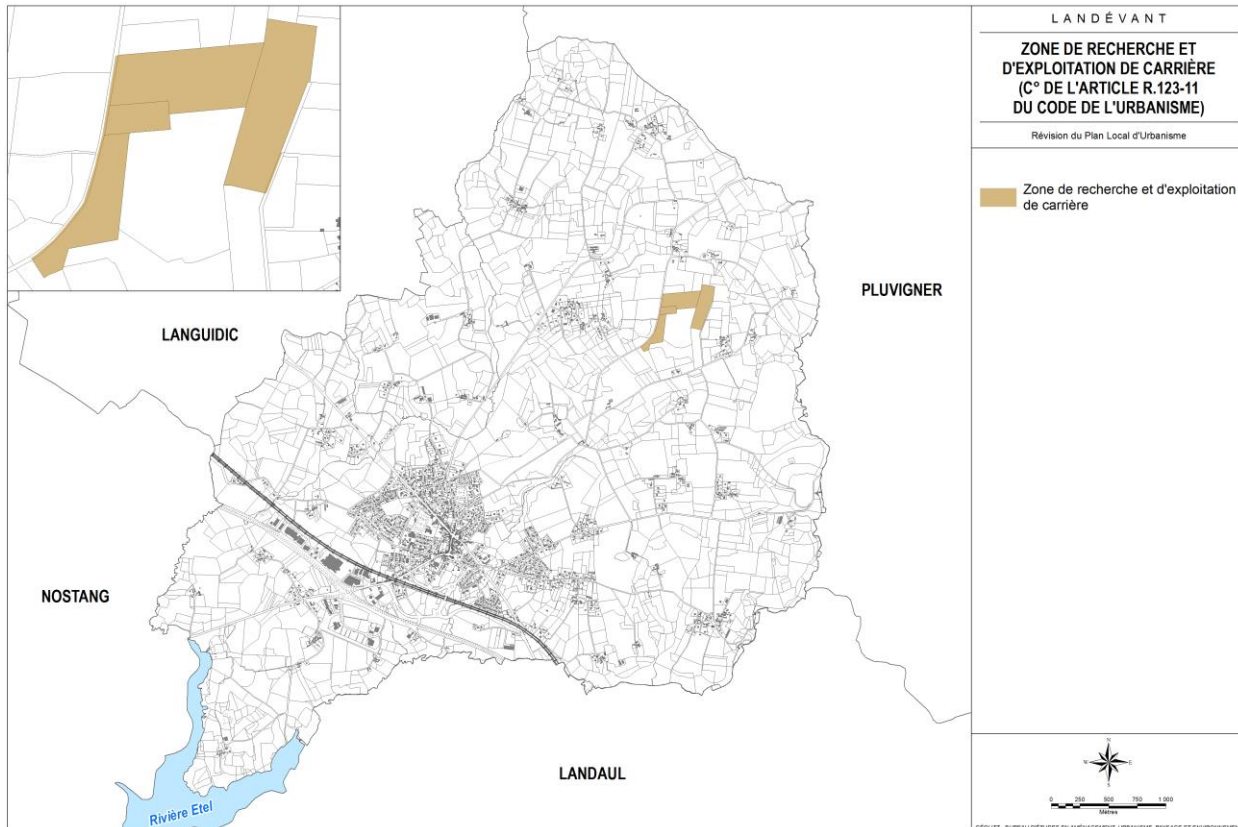 LANDÉVANT
ZONE DE RECHERCHE ET
D'EXPLOITATION DE CARRIÈRE
(C° DE L'ARTICLE R.123-11
DU CODE DE L'URBANISME)
Révision du Plan Local d'Urbanisme
Zone de recherche et d'exploitation
de carrière
PLUVIGNER
LANGUIDIC
NOSTANG
LANDAUL
Rivière Etel
N
W E
S
0 250 500 750 1 000
Mètres